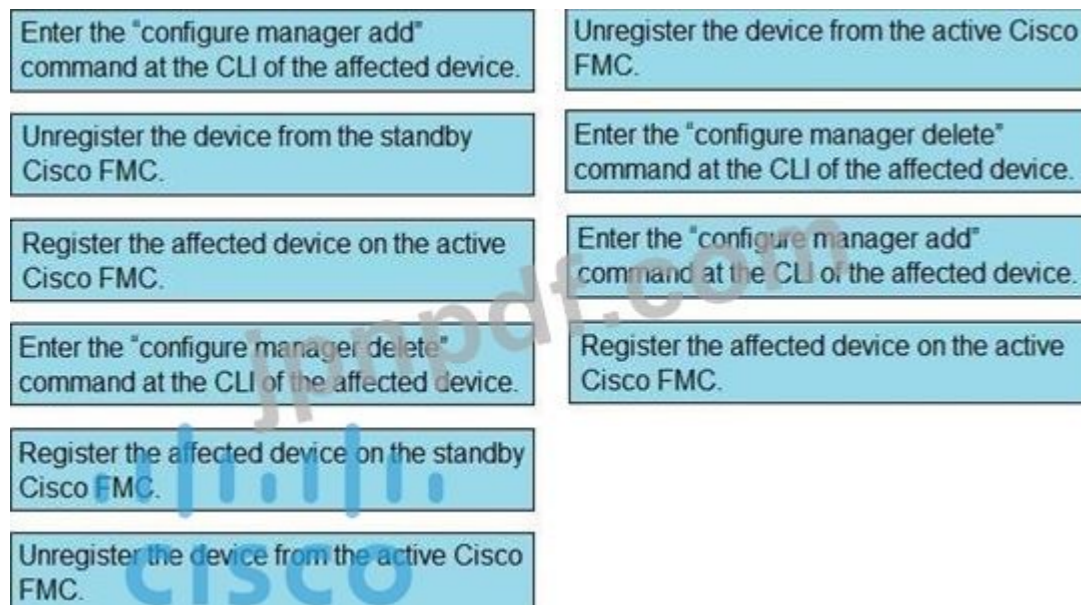 Enter the "configure manager add"
command at the CLI of the affected device.
Unregister the device from the standby
Cisco FMC.
Register the affected device on the active
Cisco FMC.
Enter the "configure manager delete"
command at the CLI of the affected device.
Register the affected device on the standby
Cisco FMC.
Unregister the device from the active Cisco
FMC.
Unregister the device from the active Cisco
FMC.
Enter the "configure manager delete"
command at the CLI of the affected device.
Enter the "configure manager add"
command at the CLI of the affected device.
Register the affected device on the active
Cisco FMC.
jpnpdf.com
CISCO